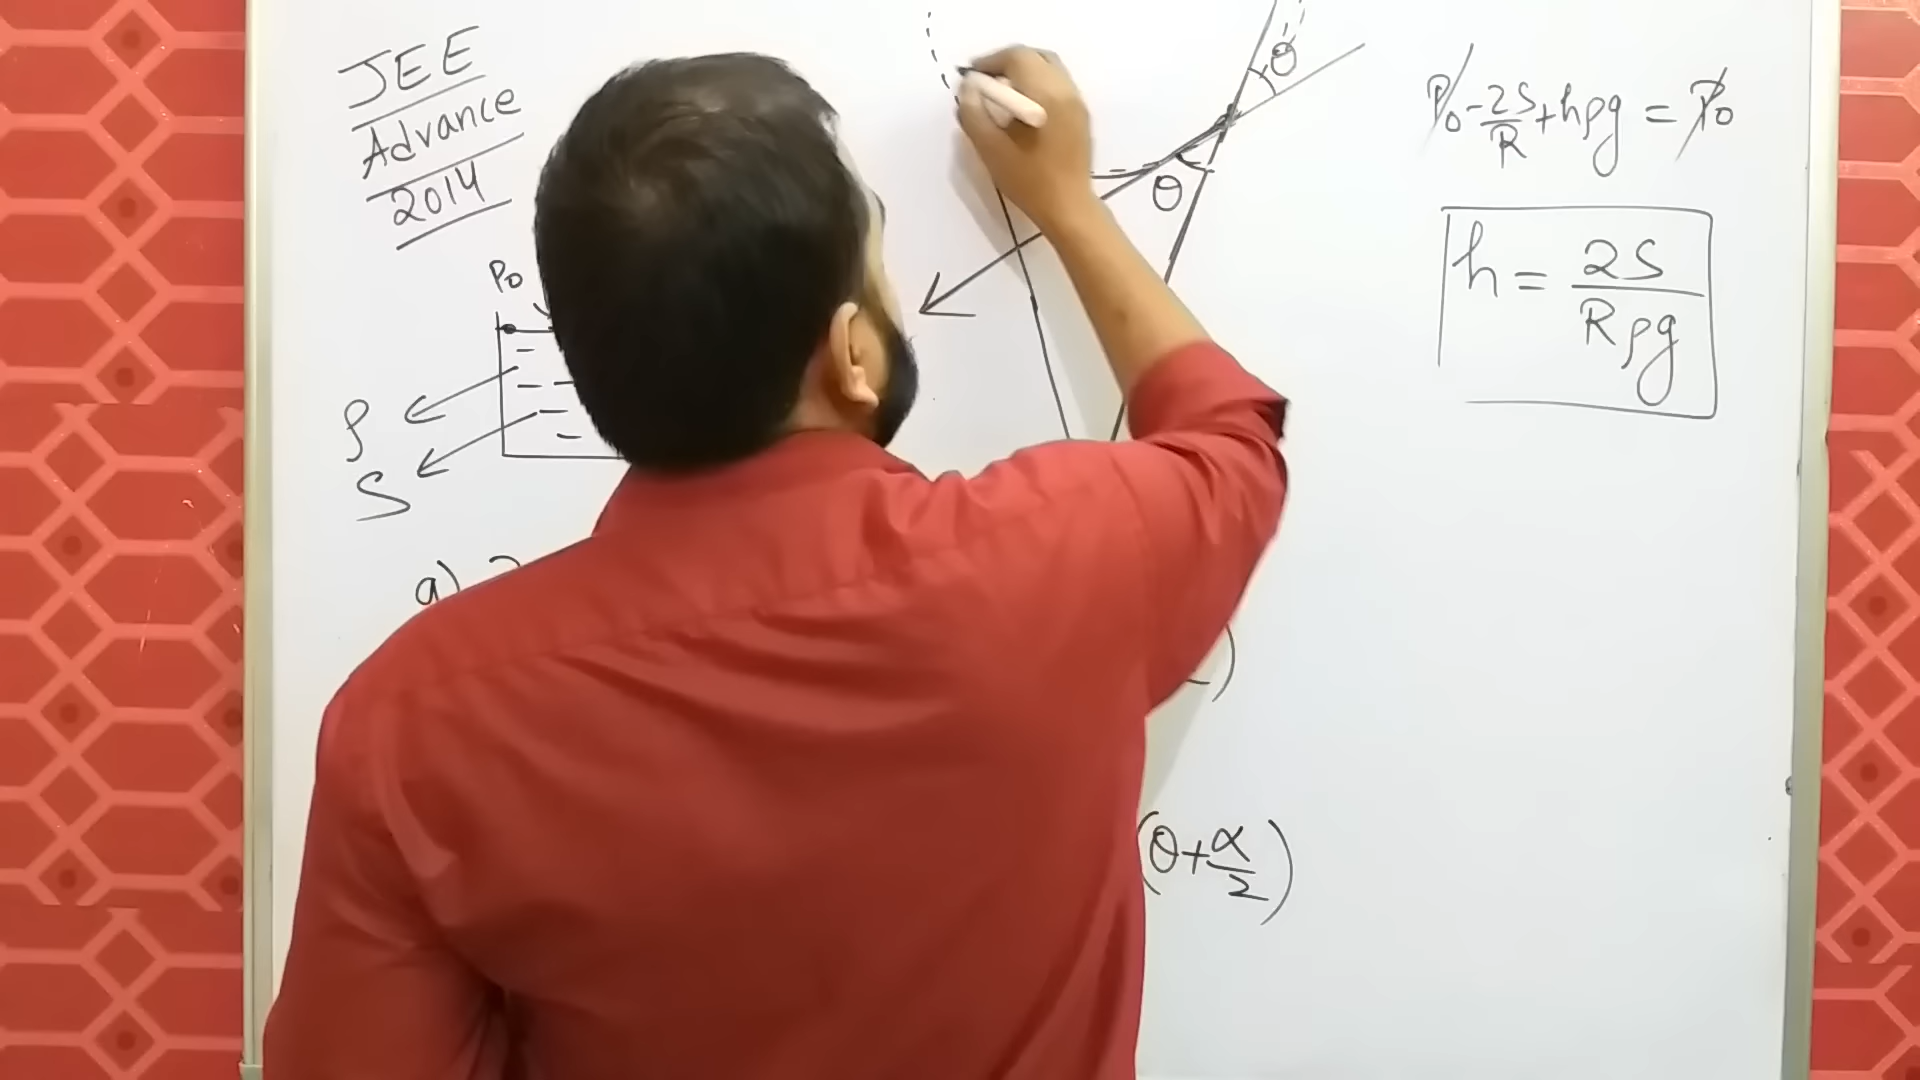 JEE
Advance
2014
P₀
ρ
S
a)
θ
θ
P₀ - 2S/R + hρg = P₀
h = 2S/Rρg
)
(θ + α/2)